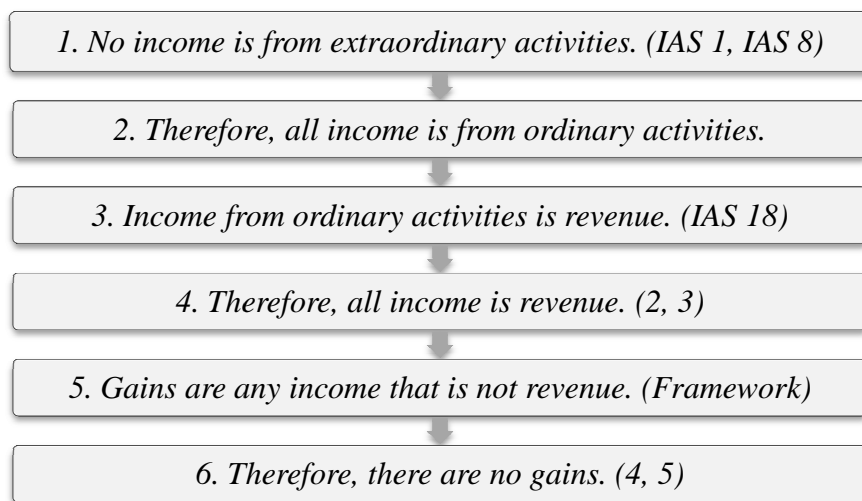 1. No income is from extraordinary activities. (IAS 1, IAS 8)
2. Therefore, all income is from ordinary activities.
3. Income from ordinary activities is revenue. (IAS 18)
4. Therefore, all income is revenue. (2, 3)
5. Gains are any income that is not revenue. (Framework)
6. Therefore, there are no gains. (4, 5)